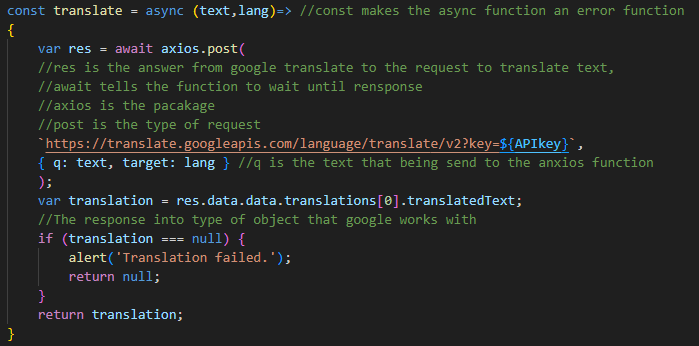 const translate = async (text,lang)=> //const makes the async function an error function
{
var res = await axios.post(
//res is the answer from google translate to the request to translate text,
//await tells the function to wait until rensponse
//axios is the pacakage
//post is the type of request
`https://translate.googleapis.com/language/translate/v2?key=${APIkey}`,
{ q: text, target: lang } //q is the text that being send to the anxios function
);
var translation = res.data.data.translations[0].translatedText;
//The response into type of object that google works with
if (translation === null) {
alert('Translation failed.');
return null;
}
return translation;
}